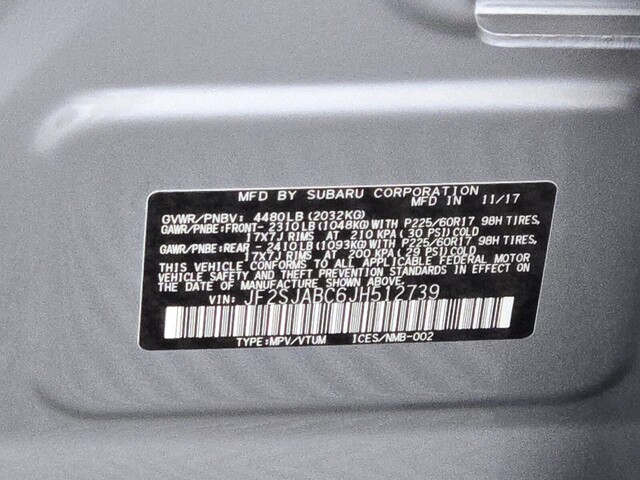 MFD BY SUBARU CORPORATION
MFD IN 11/17
GVWR/PNBV: 4480LB (2032KG)
GAWR/PNBE:FRONT- 2310LB (1048KG)WITH P225/60R17 98H TIRES,
17X7J RIMS AT 210 KPA (30 PSI)COLD
GAWR/PNBE:REAR - 2410LB (1093KG)WITH P225/60R17 98H TIRES,
17X7J RIMS AT 200 KPA (29 PSI)COLD
THIS VEHICLE CONFORMS TO ALL APPLICABLE FEDERAL MOTOR
VEHICLE SAFETY AND THEFT PREVENTION STANDARDS IN EFFECT ON
THE DATE OF MANUFACTURE SHOWN ABOVE.
VIN: JF2SJABC6JH512739
TYPE:MPV/VTUM ICES/NMB-002